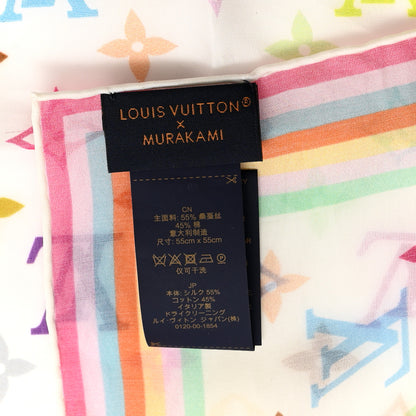 LOUIS VUITTON®
×
MURAKAMI
CN
主面料: 55% 桑蚕丝
45% 棉
意大利制造
尺寸: 55cm x 55cm
仅可干洗
JP
本体: シルク 55%
コットン 45%
イタリア製
ドライクリーニング
ルイ·ヴィトン ジャパン(株)
0120-00-1854